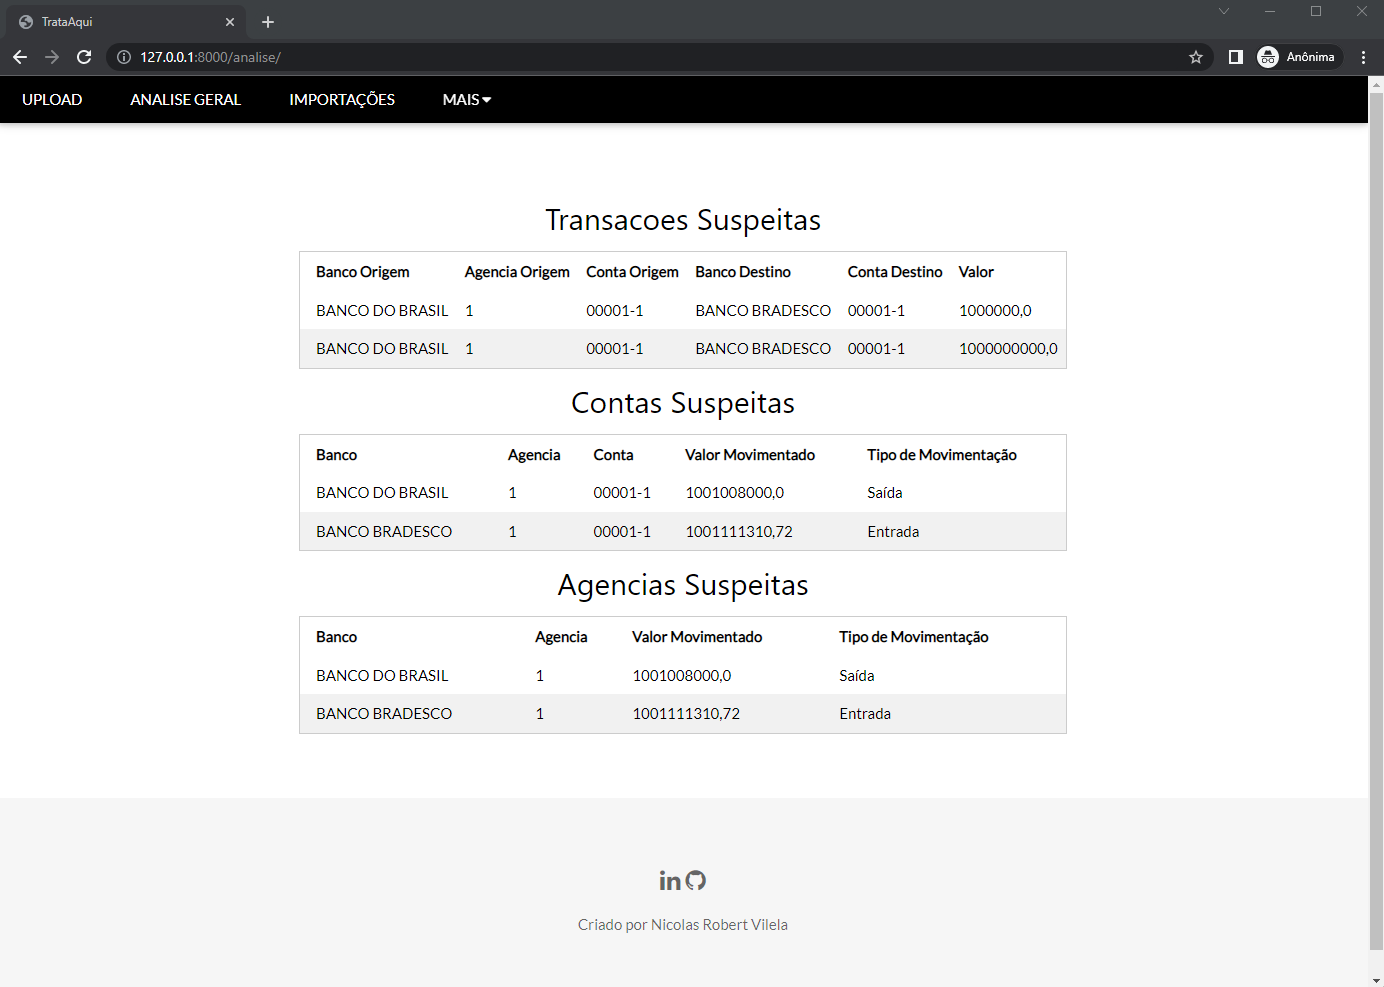 TrataAqui
127.0.0.1:8000/analise/
Anônima
UPLOAD ANALISE GERAL IMPORTAÇÕES MAIS
Transacoes Suspeitas
Banco Origem Agencia Origem Conta Origem Banco Destino Conta Destino Valor
BANCO DO BRASIL 1 00001-1 BANCO BRADESCO 00001-1 1000000,0
BANCO DO BRASIL 1 00001-1 BANCO BRADESCO 00001-1 1000000000,0
Contas Suspeitas
Banco Agencia Conta Valor Movimentado Tipo de Movimentação
BANCO DO BRASIL 1 00001-1 1001008000,0 Saída
BANCO BRADESCO 1 00001-1 1001111310,72 Entrada
Agencias Suspeitas
Banco Agencia Valor Movimentado Tipo de Movimentação
BANCO DO BRASIL 1 1001008000,0 Saída
BANCO BRADESCO 1 1001111310,72 Entrada
in
Criado por Nicolas Robert Vilela